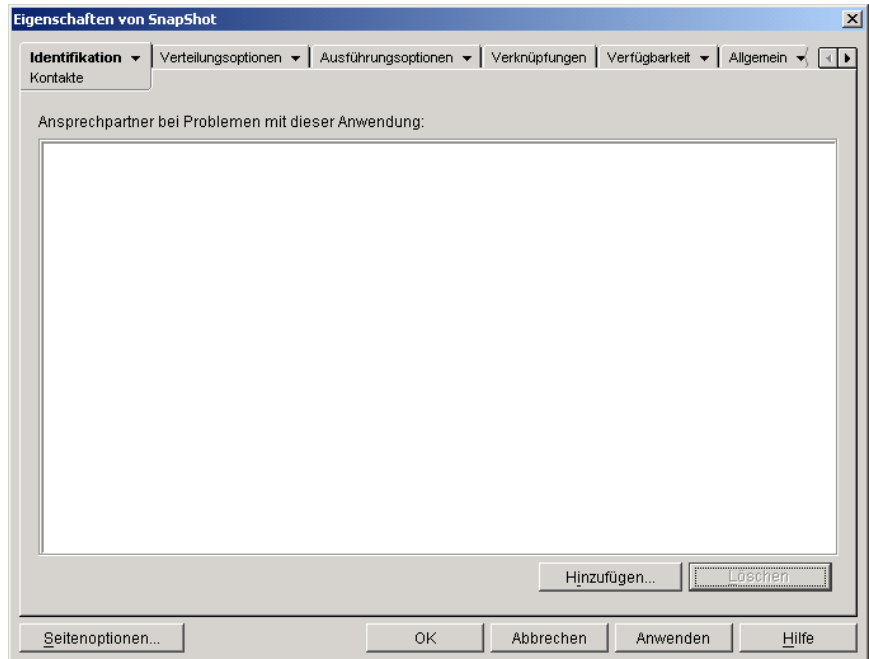 Eigenschaften von SnapShot
Identifikation Verteilungsoptionen Ausführungsoptionen Verknüpfungen Verfügbarkeit Allgemein
Kontakte
Ansprechpartner bei Problemen mit dieser Anwendung:
Hinzufügen... Löschen
Seitenoptionen... OK Abbrechen Anwenden Hilfe